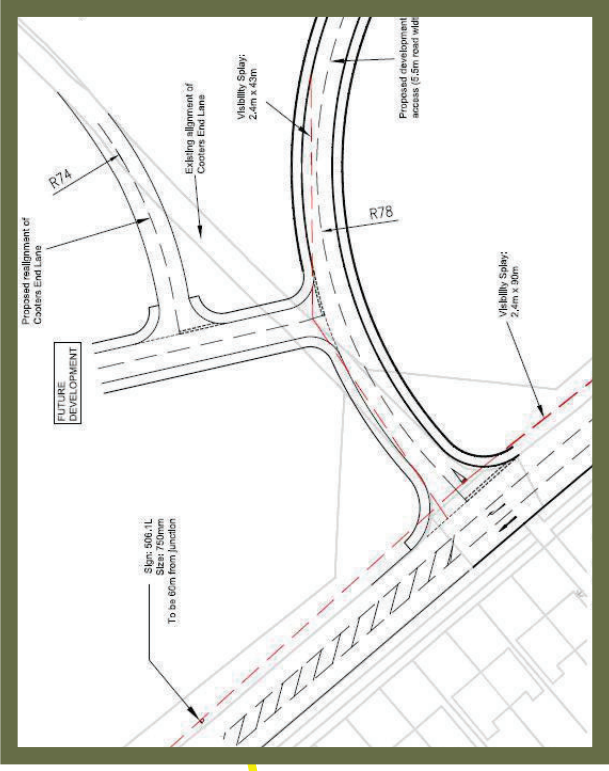 Visibility Splay:
2.4m x 43m
Proposed development
access (5.5m road
Existing alignment of
Cooters End Lane
R74
Proposed realignment of
Cooters End Lane
R78
Visibility Splay:
2.4m x 90m
FUTURE
DEVELOPMENT
Sign: 506.1L
Size: 750mm
To be 60m from junction